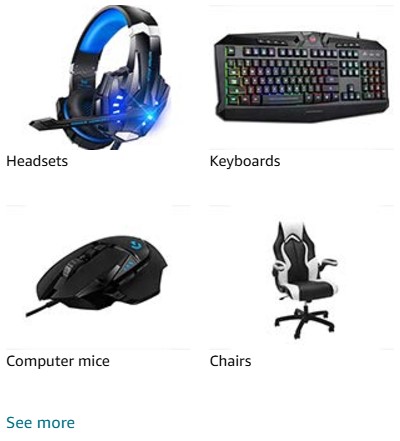 Headsets
Keyboards
Computer mice
Chairs
See more